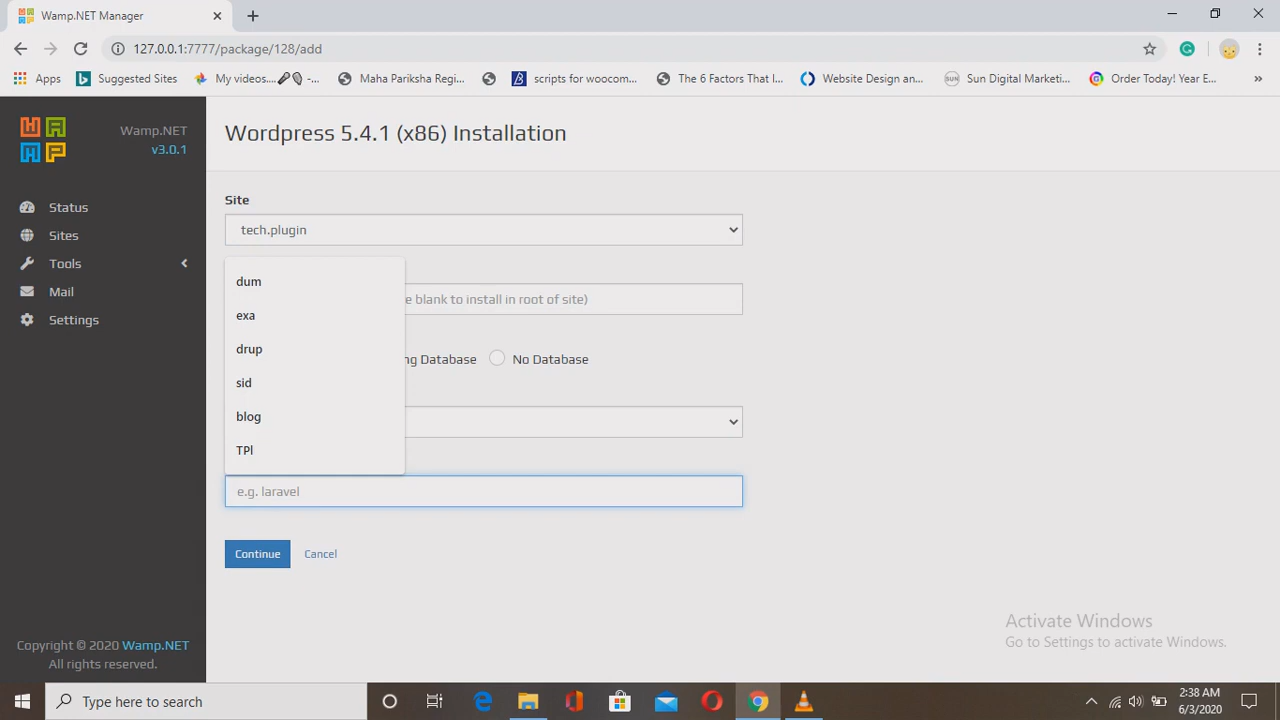 Wamp.NET Manager
127.0.0.1:7777/package/128/add
Apps
Suggested Sites
My videos....🎤 -...
Maha Pariksha Regi...
scripts for woocom...
The 6 Factors That I...
Website Design an...
SUN
Sun Digital Marketi...
Order Today! Year E...
»
WAMP
Wamp.NET
v3.0.1
Status
Sites
Tools
Mail
Settings
Copyright © 2020 Wamp.NET
All rights reserved.
Wordpress 5.4.1 (x86) Installation
Site
tech.plugin
e blank to install in root of site)
ng Database
No Database
dum
exa
drup
sid
blog
TPl
e.g. laravel
Continue
Cancel
Activate Windows
Go to Settings to activate Windows.
Type here to search
2:38 AM
6/3/2020